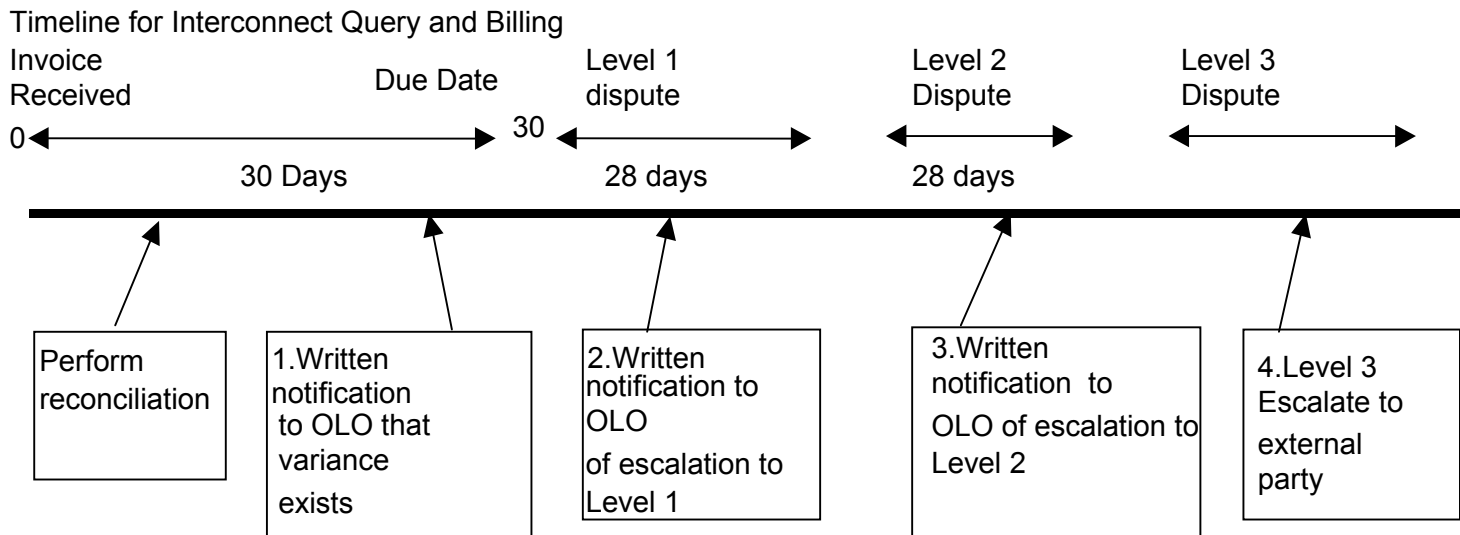 Timeline for Interconnect Query and Billing
Invoice
Received
Due Date
Level 1
dispute
Level 2
Dispute
Level 3
Dispute
0
30
30 Days
28 days
28 days
Perform
reconciliation
1.Written
notification
to OLO that
variance
exists
2.Written
notification to
OLO
of escalation to
Level 1
3.Written
notification to
OLO of escalation to
Level 2
4.Level 3
Escalate to
external
party